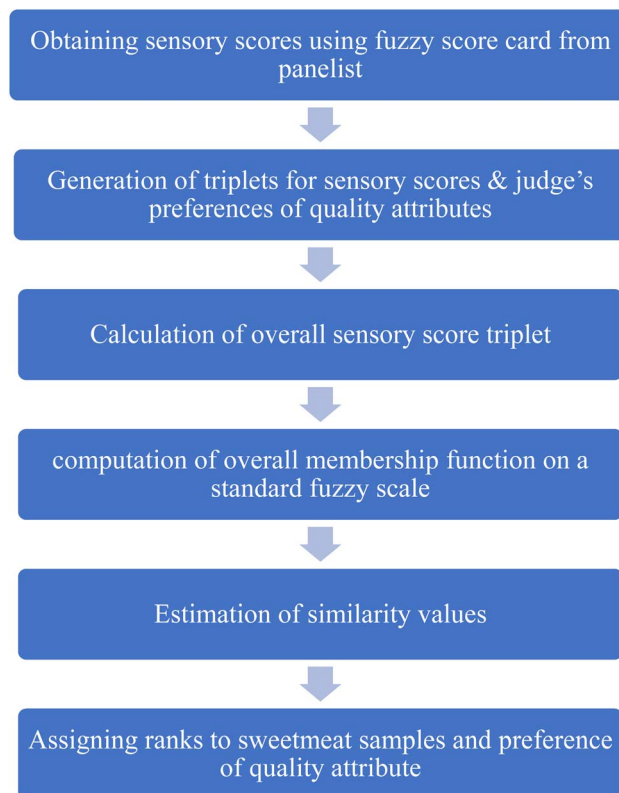 Obtaining sensory scores using fuzzy score card from
panelist
Generation of triplets for sensory scores & judge’s
preferences of quality attributes
Calculation of overall sensory score triplet
computation of overall membership function on a
standard fuzzy scale
Estimation of similarity values
Assigning ranks to sweetmeat samples and preference
of quality attribute